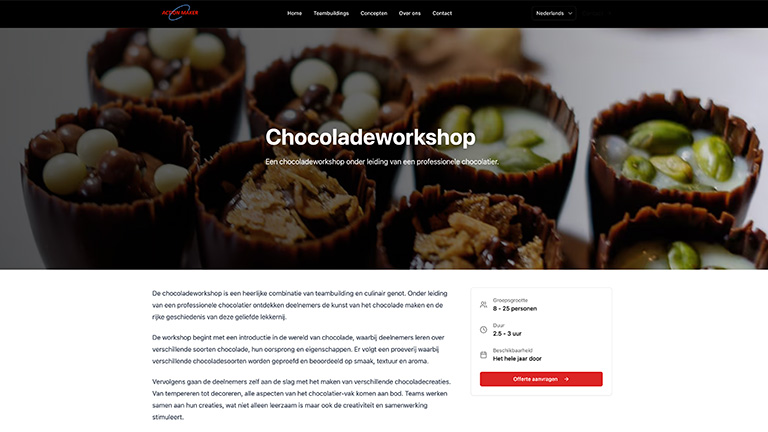 ACTION MAKER
Home Teambuildings Concepten Over ons Contact
Nederlands
Chocoladeworkshop
Een chocoladeworkshop onder leiding van een professionele chocolatier.
De chocoladeworkshop is een heerlijke combinatie van teambuilding en culinair genot. Onder leiding
van een professionele chocolatier ontdekken deelnemers de kunst van het chocolade maken en de
rijke geschiedenis van deze geliefde lekkernij.
De workshop begint met een introductie in de wereld van chocolade, waarbij deelnemers leren over
verschillende soorten chocolade, hun oorsprong en eigenschappen. Er volgt een proeverij waarbij
verschillende chocoladesoorten worden geproefd en beoordeeld op smaak, textuur en aroma.
Vervolgens gaan de deelnemers zelf aan de slag met het maken van verschillende chocoladecreaties.
Van tempereren tot decoreren, alle aspecten van het chocolatier-vak komen aan bod. Teams werken
samen aan hun creaties, wat niet alleen leerzaam is maar ook de creativiteit en samenwerking
stimuleert.
Groepsgrootte
8 - 25 personen
Duur
2.5 - 3 uur
Beschikbaarheid
Het hele jaar door
Offerte aanvragen →